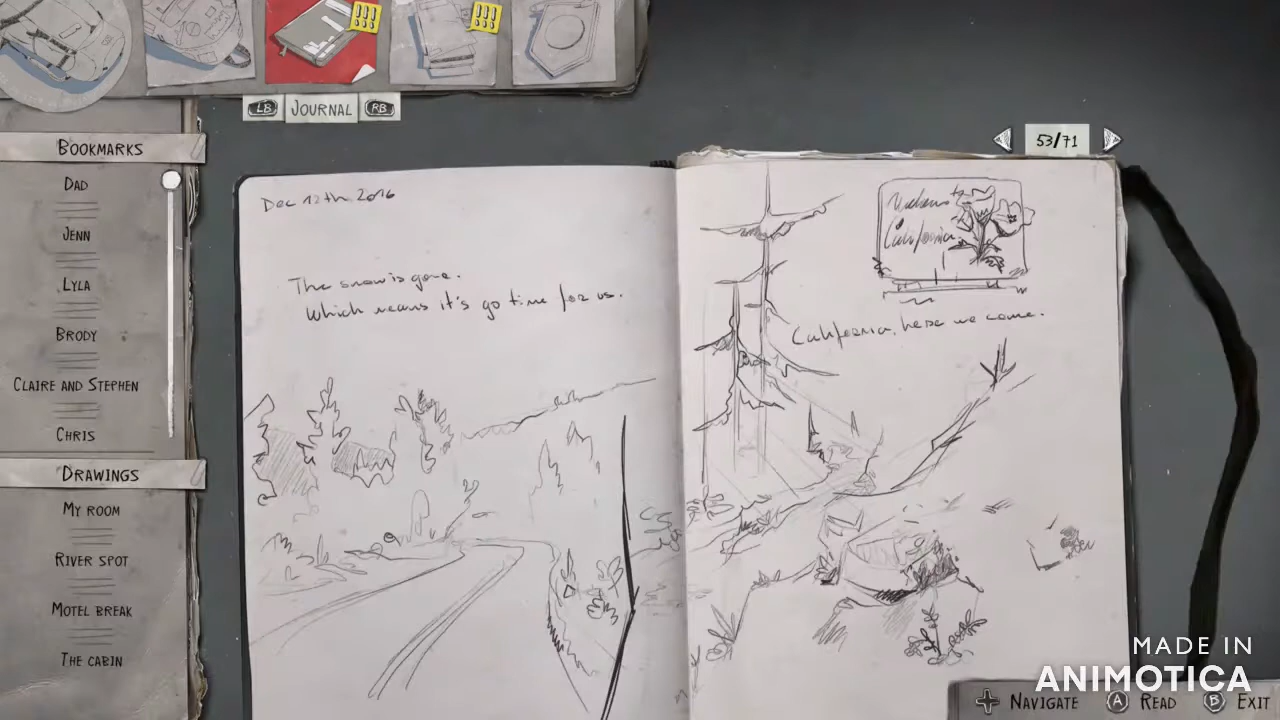 LB JOURNAL RB
BOOKMARKS
DAD
JENN
LYLA
BRODY
CLAIRE AND STEPHEN
CHRIS
DRAWINGS
MY ROOM
RIVER SPOT
MOTEL BREAK
THE CABIN
53/71
Dec 12th 2016
The snow is gone.
Which means it's go time for us.
California
California, here we come.
MADE IN
ANIMOTICA
NAVIGATE A READ B EXIT